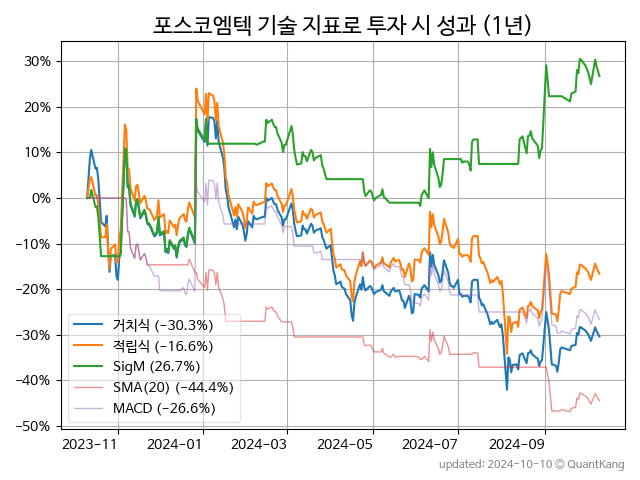 포스코엠텍 기술 지표로 투자 시 성과 (1년)
30%
20%
10%
0%
−10%
−20%
−30%
−40%
−50%
거치식 (−30.3%)
적립식 (−16.6%)
SigM (26.7%)
SMA(20) (−44.4%)
MACD (−26.6%)
2023-11 2024-01 2024-03 2024-05 2024-07 2024-09
updated: 2024-10-10 © QuantKang